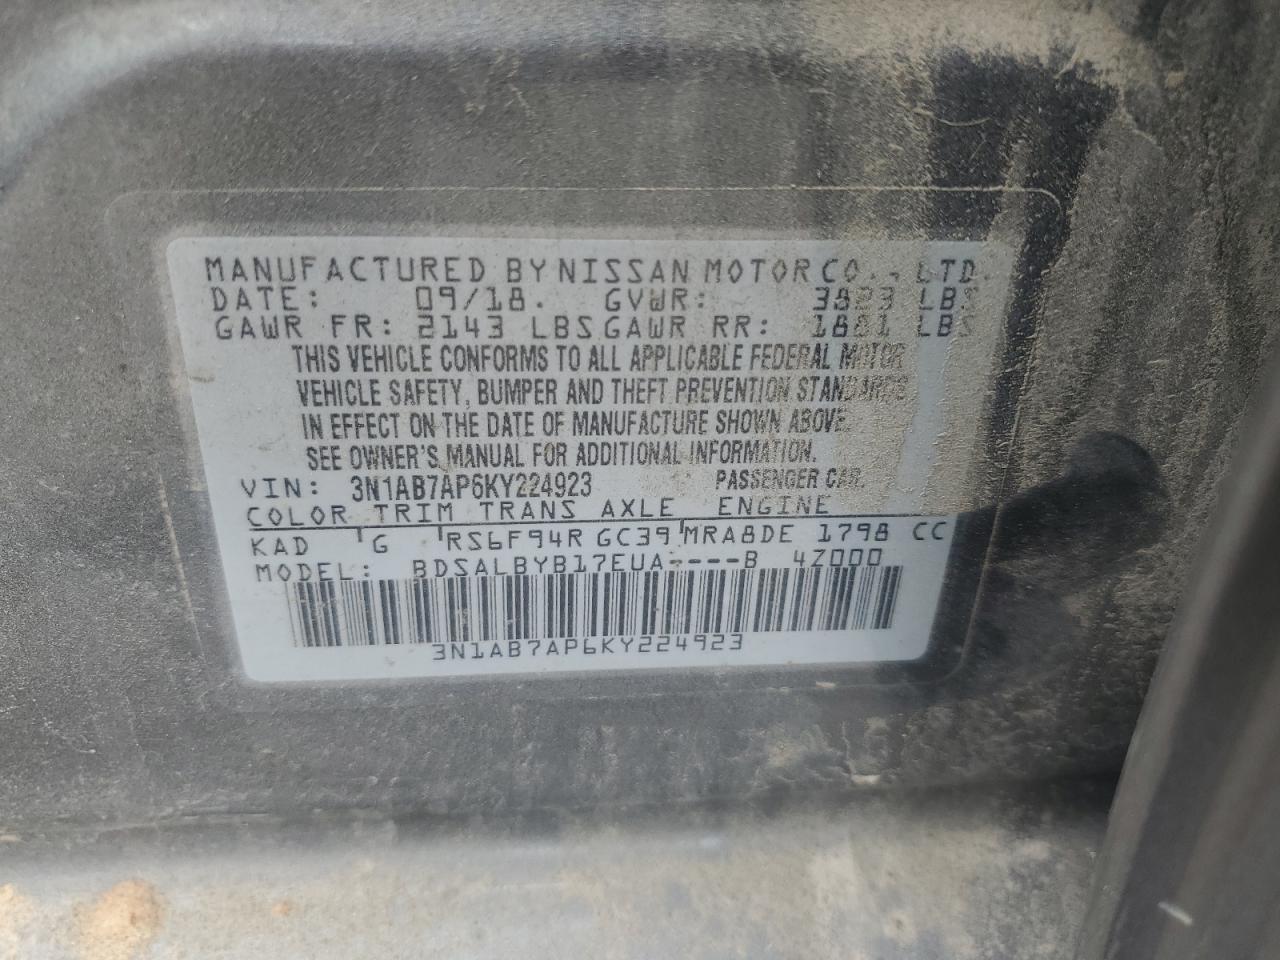 MANUFACTURED BY NISSAN MOTOR CO., LTD.
DATE: 09/18. GVWR: 3823 LBS
GAWR FR: 2143 LBS GAWR RR: 1881 LBS
THIS VEHICLE CONFORMS TO ALL APPLICABLE FEDERAL MOTOR
VEHICLE SAFETY, BUMPER AND THEFT PREVENTION STANDARDS
IN EFFECT ON THE DATE OF MANUFACTURE SHOWN ABOVE.
SEE OWNER'S MANUAL FOR ADDITIONAL INFORMATION.
VIN: 3N1AB7AP6KY224923 PASSENGER CAR.
COLOR TRIM TRANS AXLE ENGINE
KAD G RS6F94R GC39 MRA8DE 1798 CC
MODEL: BDSALBYB17EUA----B 4Z000
3N1AB7AP6KY224923